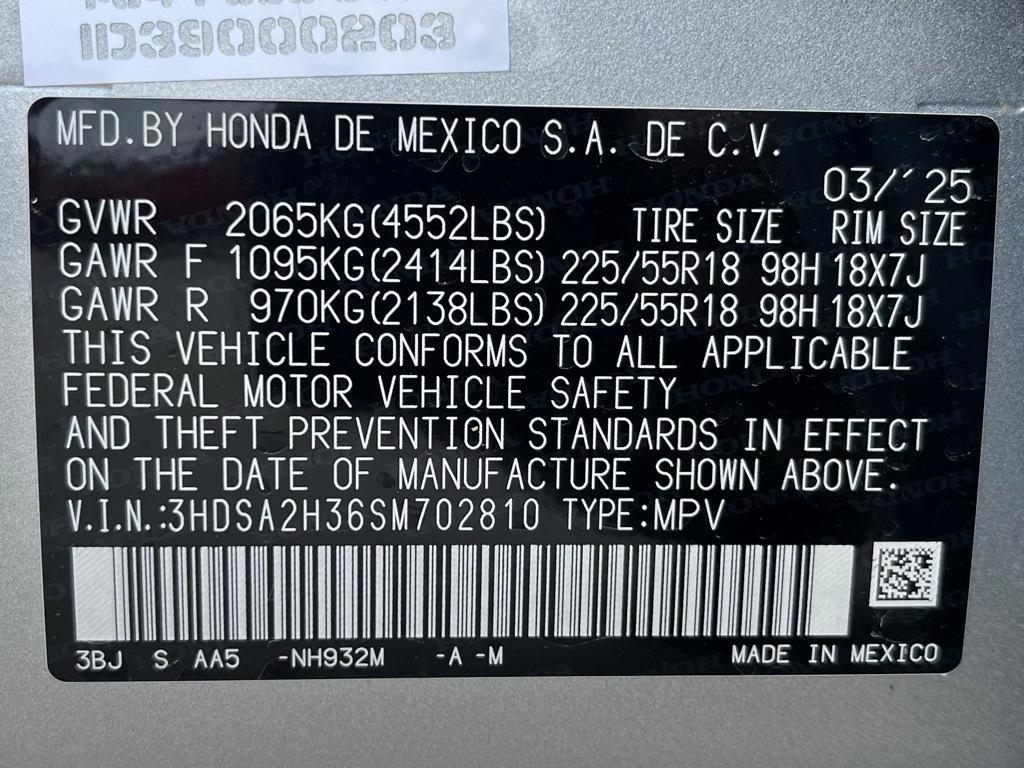 11D39000203
MFD.BY HONDA DE MEXICO S.A. DE C.V.
03/´25
GVWR 2065KG(4552LBS) TIRE SIZE RIM SIZE
GAWR F 1095KG(2414LBS) 225/55R18 98H 18X7J
GAWR R 970KG(2138LBS) 225/55R18 98H 18X7J
THIS VEHICLE CONFORMS TO ALL APPLICABLE
FEDERAL MOTOR VEHICLE SAFETY
AND THEFT PREVENTION STANDARDS IN EFFECT
ON THE DATE OF MANUFACTURE SHOWN ABOVE.
V.I.N.:3HDSA2H36SM702810 TYPE:MPV
3BJ S AA5 -NH932M -A -M MADE IN MEXICO